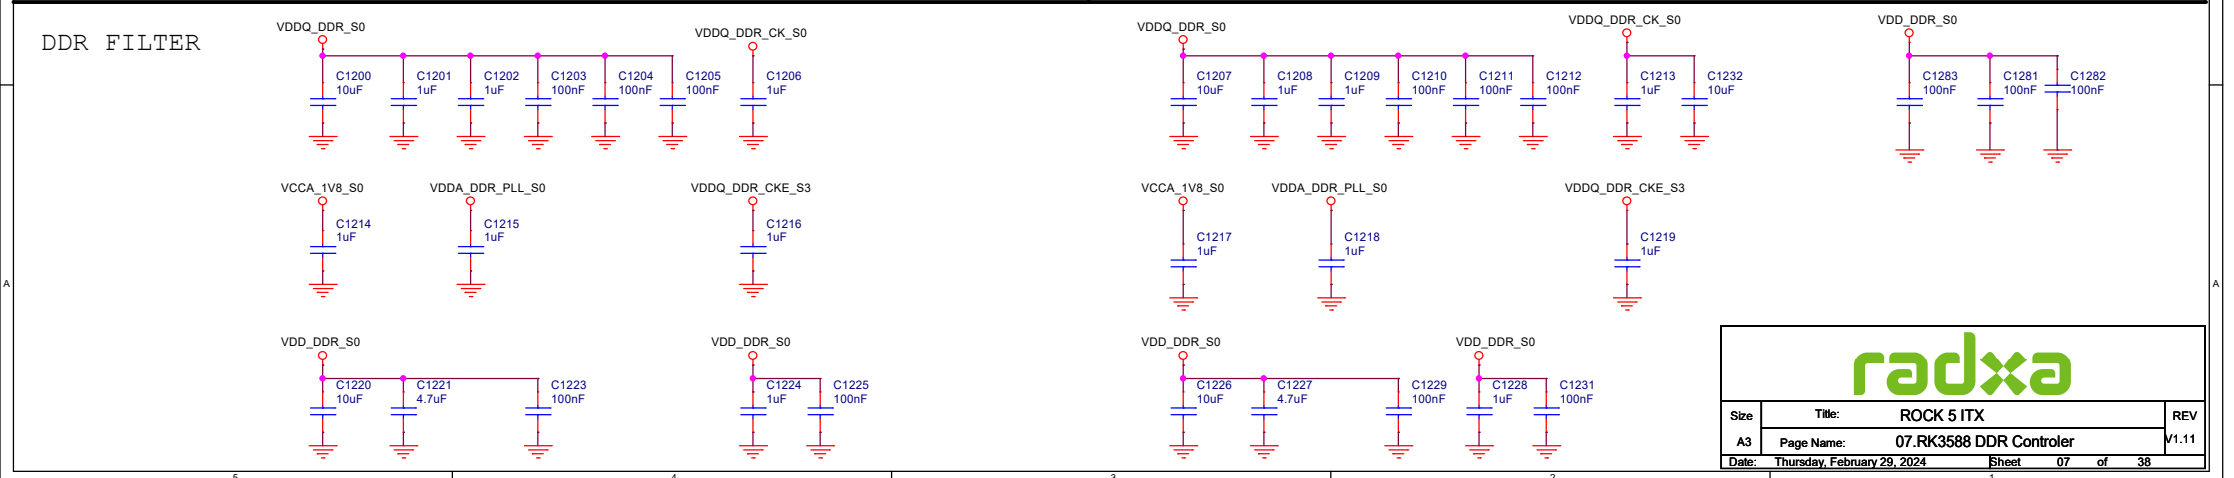 DDR FILTER
VDDQ_DDR_S0
VDDQ_DDR_CK_S0
VDDQ_DDR_S0
VDDQ_DDR_CK_S0
VDD_DDR_S0
C1200
10uF
C1201
1uF
C1202
1uF
C1203
100nF
C1204
100nF
C1205
100nF
C1206
1uF
C1207
10uF
C1208
1uF
C1209
1uF
C1210
100nF
C1211
100nF
C1212
100nF
C1213
1uF
C1232
10uF
C1283
100nF
C1281
100nF
C1282
100nF
VCCA_1V8_S0
VDDA_DDR_PLL_S0
VDDQ_DDR_CKE_S3
VCCA_1V8_S0
VDDA_DDR_PLL_S0
VDDQ_DDR_CKE_S3
C1214
1uF
C1215
1uF
C1216
1uF
C1217
1uF
C1218
1uF
C1219
1uF
A
A
VDD_DDR_S0
VDD_DDR_S0
VDD_DDR_S0
VDD_DDR_S0
C1220
10uF
C1221
4.7uF
C1223
100nF
C1224
1uF
C1225
100nF
C1226
10uF
C1227
4.7uF
C1229
100nF
C1228
1uF
C1231
100nF
radxa
Size
Title:
ROCK 5 ITX
REV
A3
Page Name:
07.RK3588 DDR Controler
V1.11
Date:
Thursday, February 29, 2024
Sheet
07
of
38